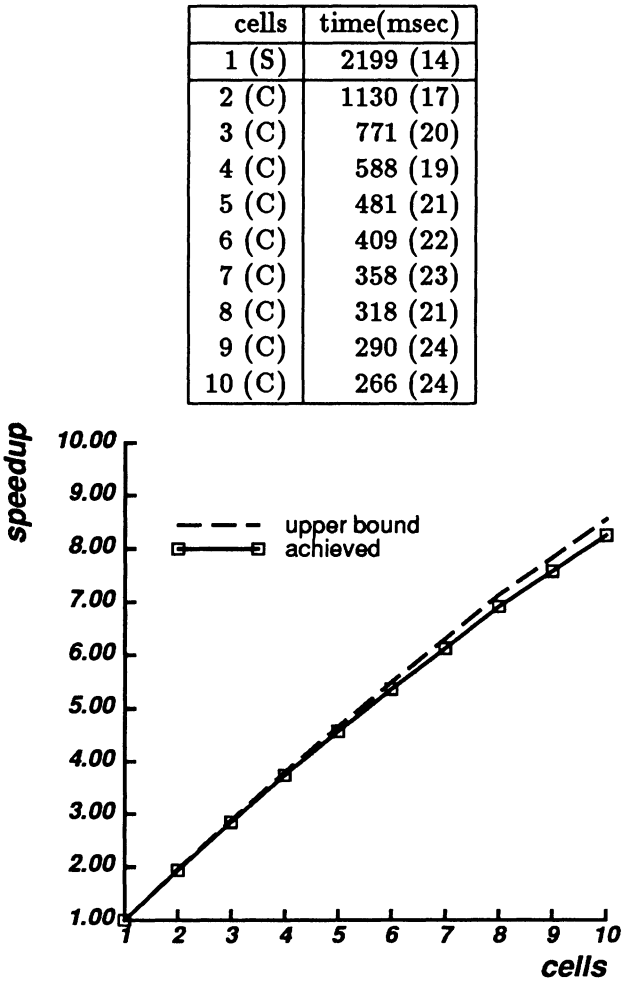 cells time(msec)
1 (S) 2199 (14)
2 (C) 1130 (17)
3 (C) 771 (20)
4 (C) 588 (19)
5 (C) 481 (21)
6 (C) 409 (22)
7 (C) 358 (23)
8 (C) 318 (21)
9 (C) 290 (24)
10 (C) 266 (24)
speedup
10.00
9.00
upper bound
8.00
achieved
7.00
6.00
5.00
4.00
3.00
2.00
1.00
1 2 3 4 5 6 7 8 9 10
cells